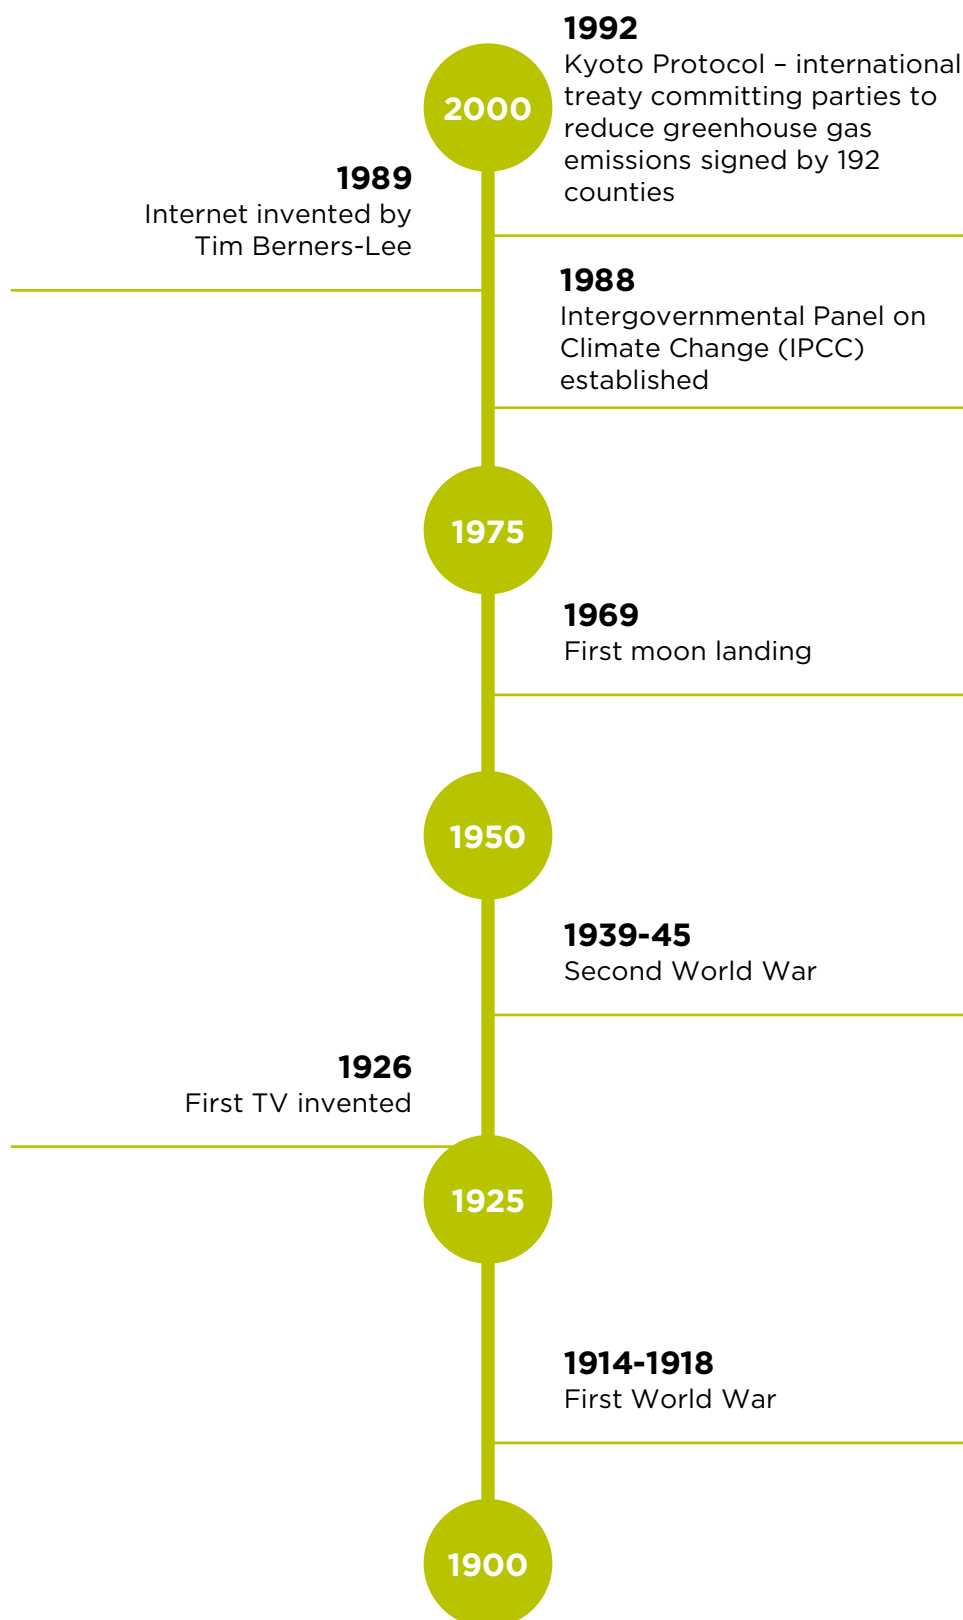 1992
Kyoto Protocol – international
treaty committing parties to
reduce greenhouse gas
emissions signed by 192
counties
2000
1989
Internet invented by
Tim Berners-Lee
1988
Intergovernmental Panel on
Climate Change (IPCC)
established
1975
1969
First moon landing
1950
1939-45
Second World War
1926
First TV invented
1925
1914-1918
First World War
1900